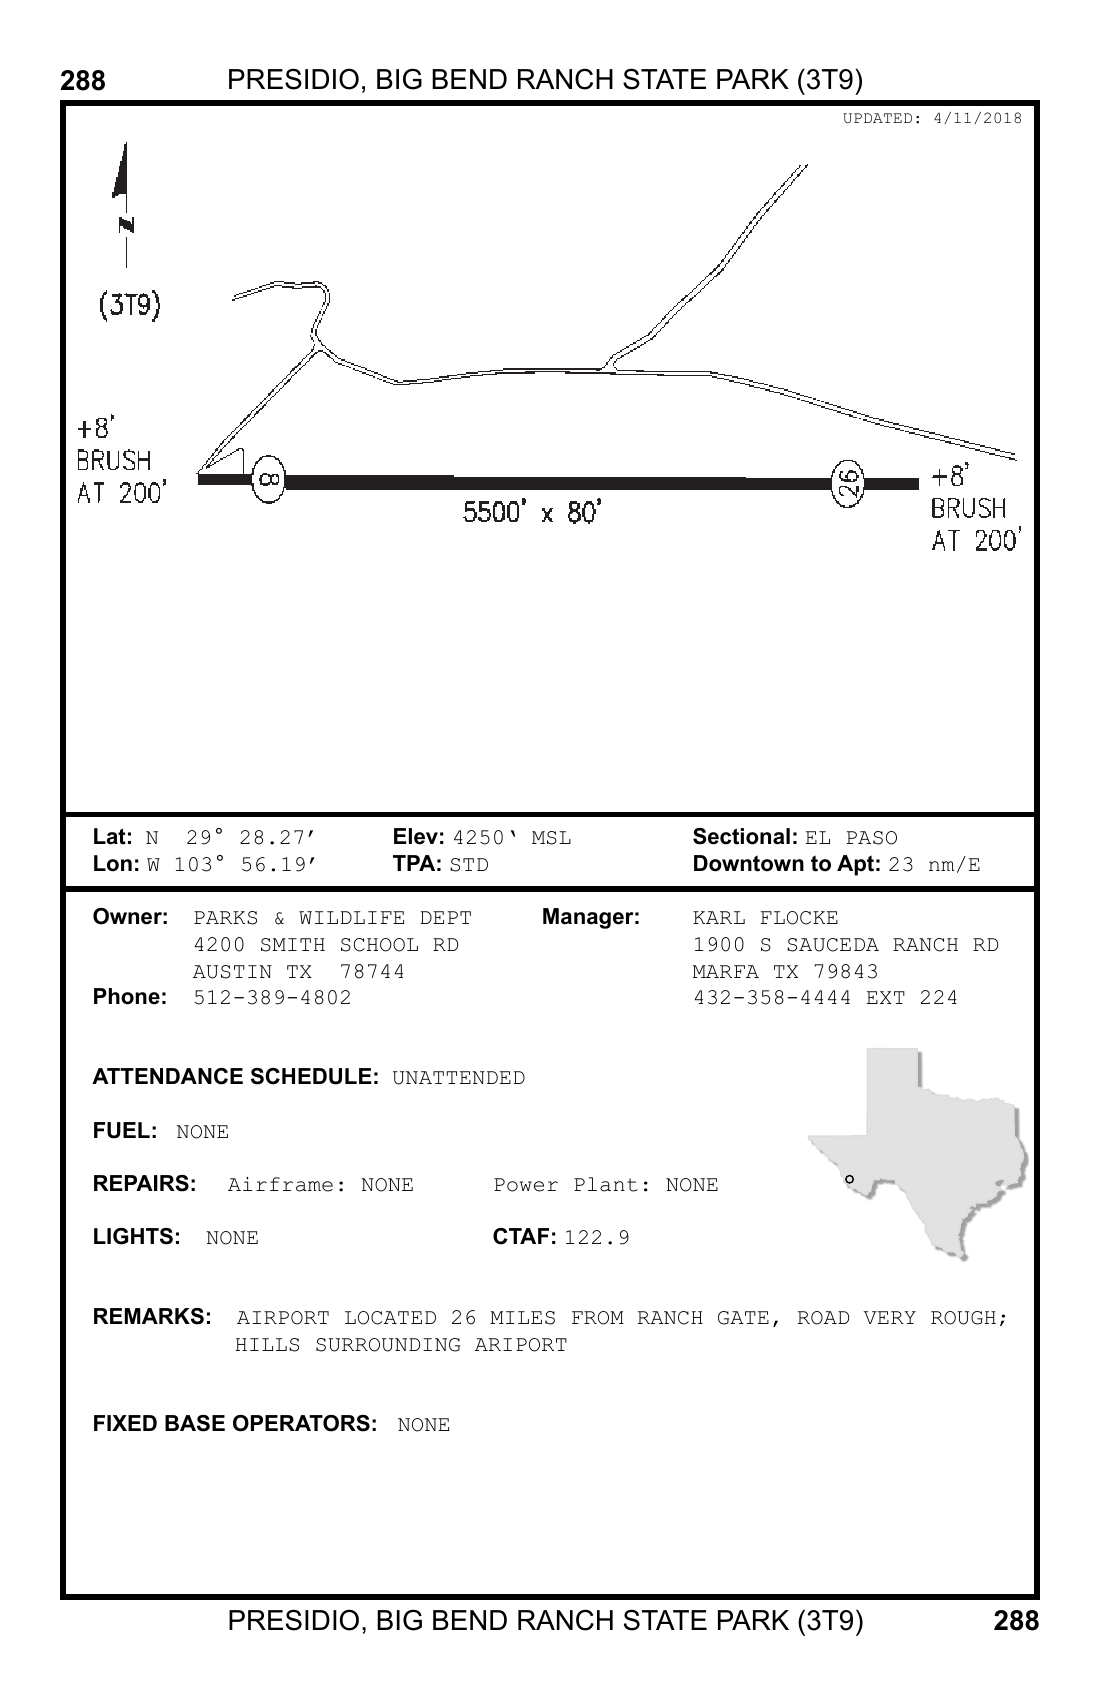 288 PRESIDIO, BIG BEND RANCH STATE PARK (3T9)
UPDATED: 4/11/2018
N
(3T9)
+8'
BRUSH
AT 200'
8
26
5500' x 80'
+8'
BRUSH
AT 200'
Lat: N 29° 28.27′ Elev: 4250‘ MSL Sectional: EL PASO
Lon: W 103° 56.19′ TPA: STD Downtown to Apt: 23 nm/E
Owner: PARKS & WILDLIFE DEPT Manager: KARL FLOCKE
4200 SMITH SCHOOL RD 1900 S SAUCEDA RANCH RD
AUSTIN TX 78744 MARFA TX 79843
Phone: 512-389-4802 432-358-4444 EXT 224
ATTENDANCE SCHEDULE: UNATTENDED
FUEL: NONE
REPAIRS: Airframe: NONE Power Plant: NONE
LIGHTS: NONE CTAF: 122.9
REMARKS: AIRPORT LOCATED 26 MILES FROM RANCH GATE, ROAD VERY ROUGH;
HILLS SURROUNDING ARIPORT
FIXED BASE OPERATORS: NONE
PRESIDIO, BIG BEND RANCH STATE PARK (3T9) 288